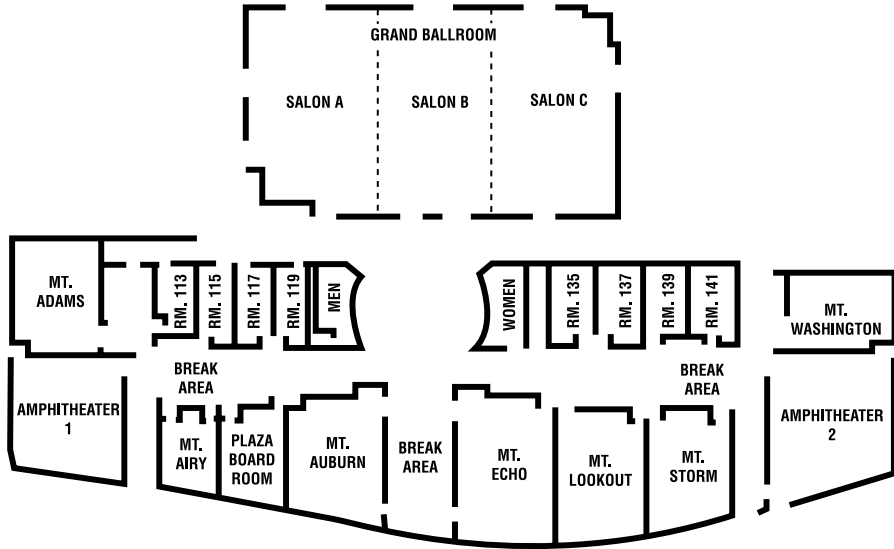 GRAND BALLROOM
SALON A
SALON B
SALON C
MT.
ADAMS
RM. 113
RM. 115
RM. 117
RM. 119
MEN
WOMEN
RM. 135
RM. 137
RM. 139
RM. 141
MT.
WASHINGTON
BREAK
AREA
BREAK
AREA
AMPHITHEATER
1
MT.
AIRY
PLAZA
BOARD
ROOM
MT.
AUBURN
BREAK
AREA
MT.
ECHO
MT.
LOOKOUT
MT.
STORM
AMPHITHEATER
2